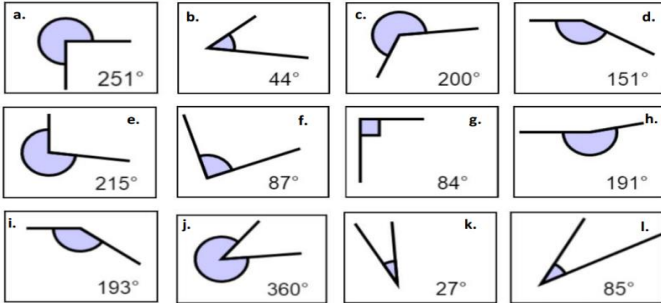 a.
251°
b.
44°
c.
200°
d.
151°
e.
215°
f.
87°
g.
84°
h.
191°
i.
193°
j.
360°
k.
27°
l.
85°